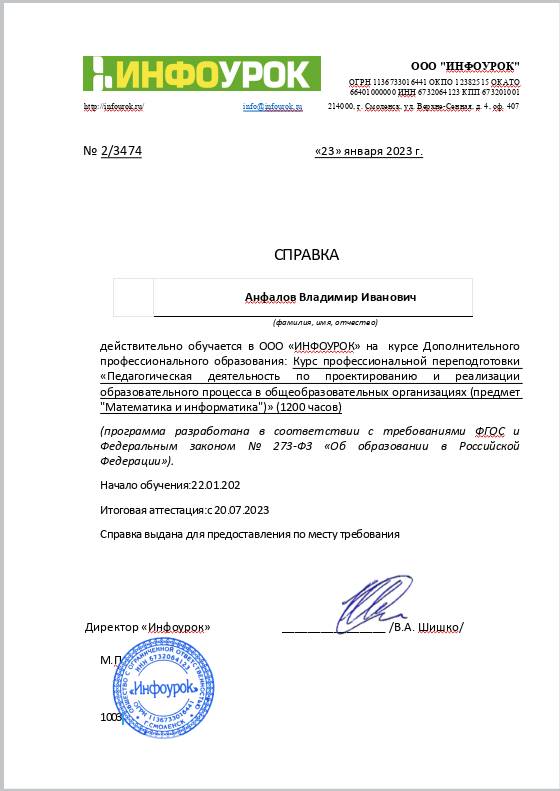 ИНФОУРОК
ООО "ИНФОУРОК"
ОГРН 1136733016441 ОКПО 12382515 ОКАТО
66401000000 ИНН 6732064123 КПП 673201001
http://infourok.ru/ info@infourok.ru 214000, г. Смоленск, ул. Верхне-Сенная, д. 4, оф. 407
№ 2/3474 «23» января 2023 г.
СПРАВКА
Анфалов Владимир Иванович
(фамилия, имя, отчество)
действительно обучается в ООО «ИНФОУРОК» на курсе Дополнительного
профессионального образования: Курс профессиональной переподготовки
«Педагогическая деятельность по проектированию и реализации
образовательного процесса в общеобразовательных организациях (предмет
"Математика и информатика")» (1200 часов)
(программа разработана в соответствии с требованиями ФГОС и
Федеральным законом № 273-ФЗ «Об образовании в Российской
Федерации»).
Начало обучения:22.01.202
Итоговая аттестация:с 20.07.2023
Справка выдана для предоставления по месту требования
Директор «Инфоурок» /В.А. Шишко/
М.П
ОБЩЕСТВО С ОГРАНИЧЕННОЙ ОТВЕТСТВЕННОСТЬЮ
ИНН 6732064123
«Инфоурок»
ОГРН 1136733016441
Г.СМОЛЕНСК
1003